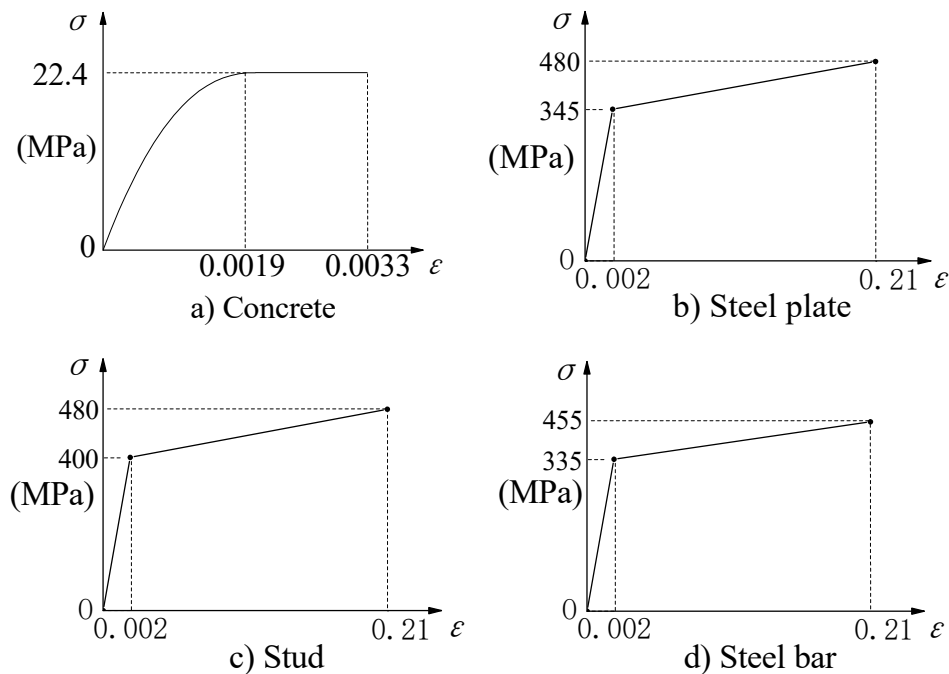 σ
22.4
(MPa)
0
0.0019
0.0033
ε
a) Concrete
σ
480
345
(MPa)
0
0.002
0.21
ε
b) Steel plate
σ
480
400
(MPa)
0
0.002
0.21
ε
c) Stud
σ
455
335
(MPa)
0
0.002
0.21
ε
d) Steel bar